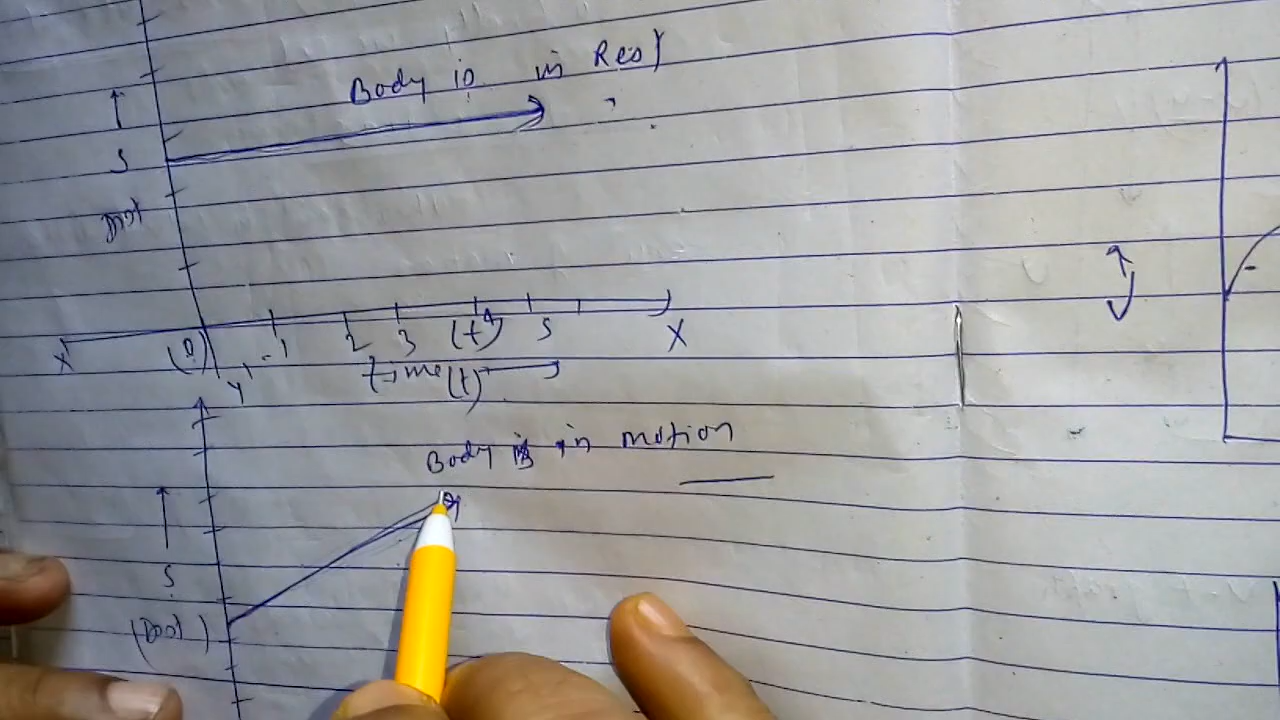 Body is in Rest
S
Dist
X (0) 1 2 3 (t) 5 X
Y
time (t)
Body is in motion
S
(Dist)